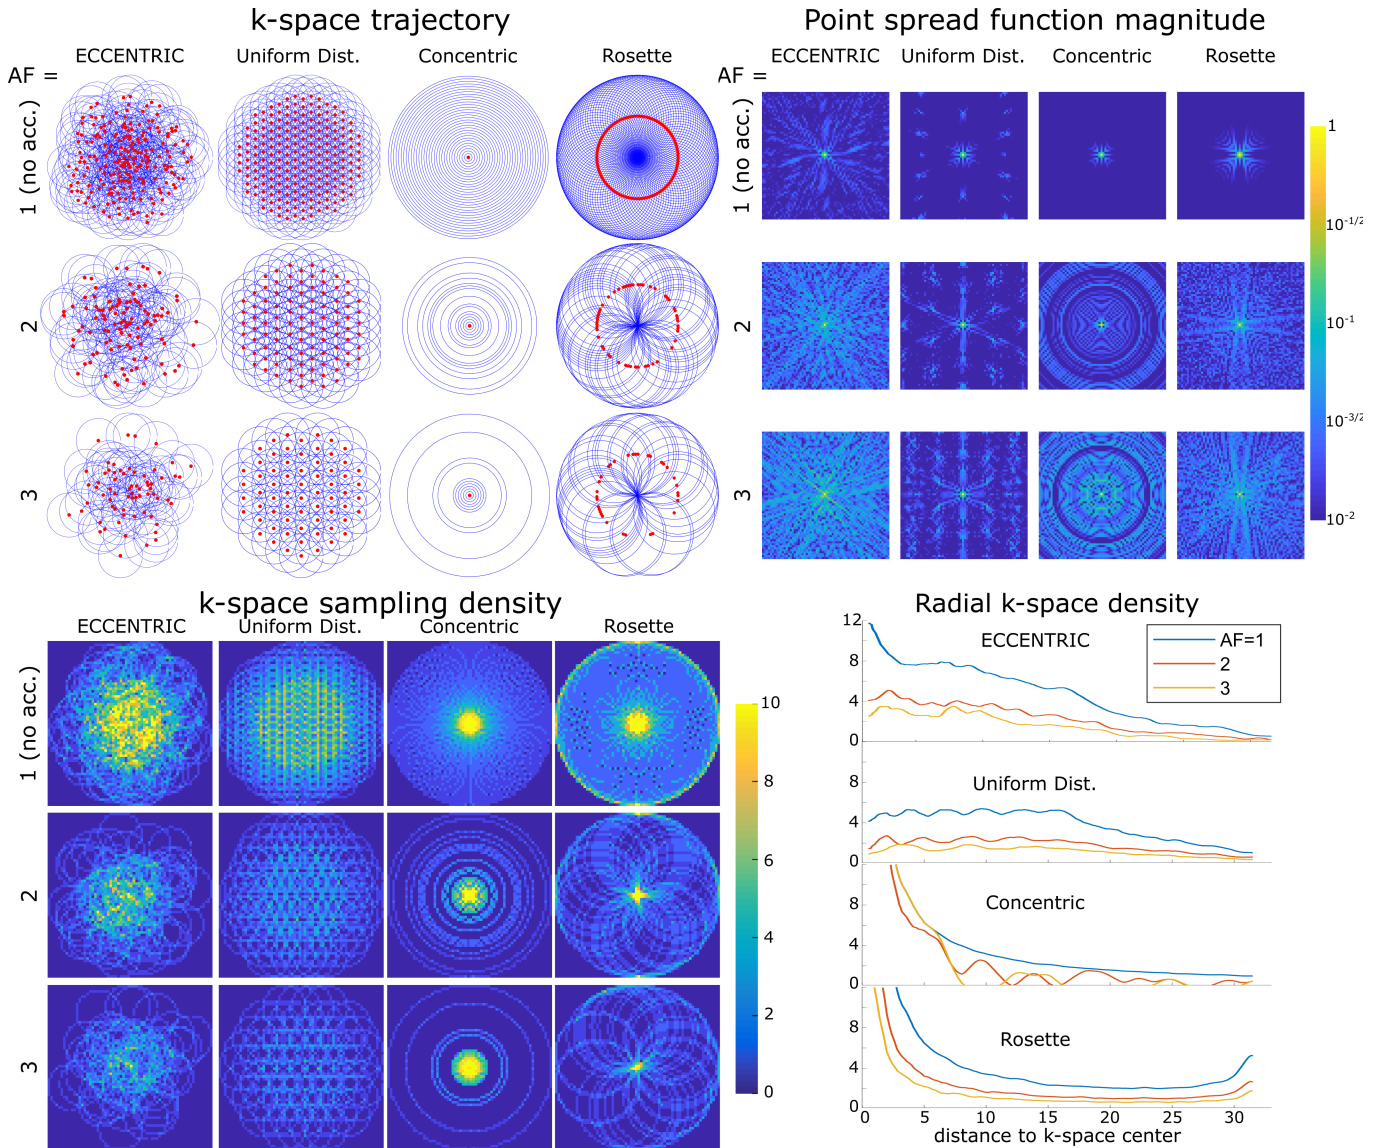 k-space trajectory
ECCENTRIC Uniform Dist. Concentric Rosette
AF =
1 (no acc.)
2
3
Point spread function magnitude
ECCENTRIC Uniform Dist. Concentric Rosette
AF =
1 (no acc.)
2
3
1
10^-1/2
10^-1
10^-3/2
10^-2
k-space sampling density
ECCENTRIC Uniform Dist. Concentric Rosette
1 (no acc.)
2
3
10
8
6
4
2
0
Radial k-space density
12
8
4
0
ECCENTRIC
AF=1
2
3
8
4
0
Uniform Dist.
8
4
0
Concentric
8
4
0
Rosette
0 5 10 15 20 25 30
distance to k-space center